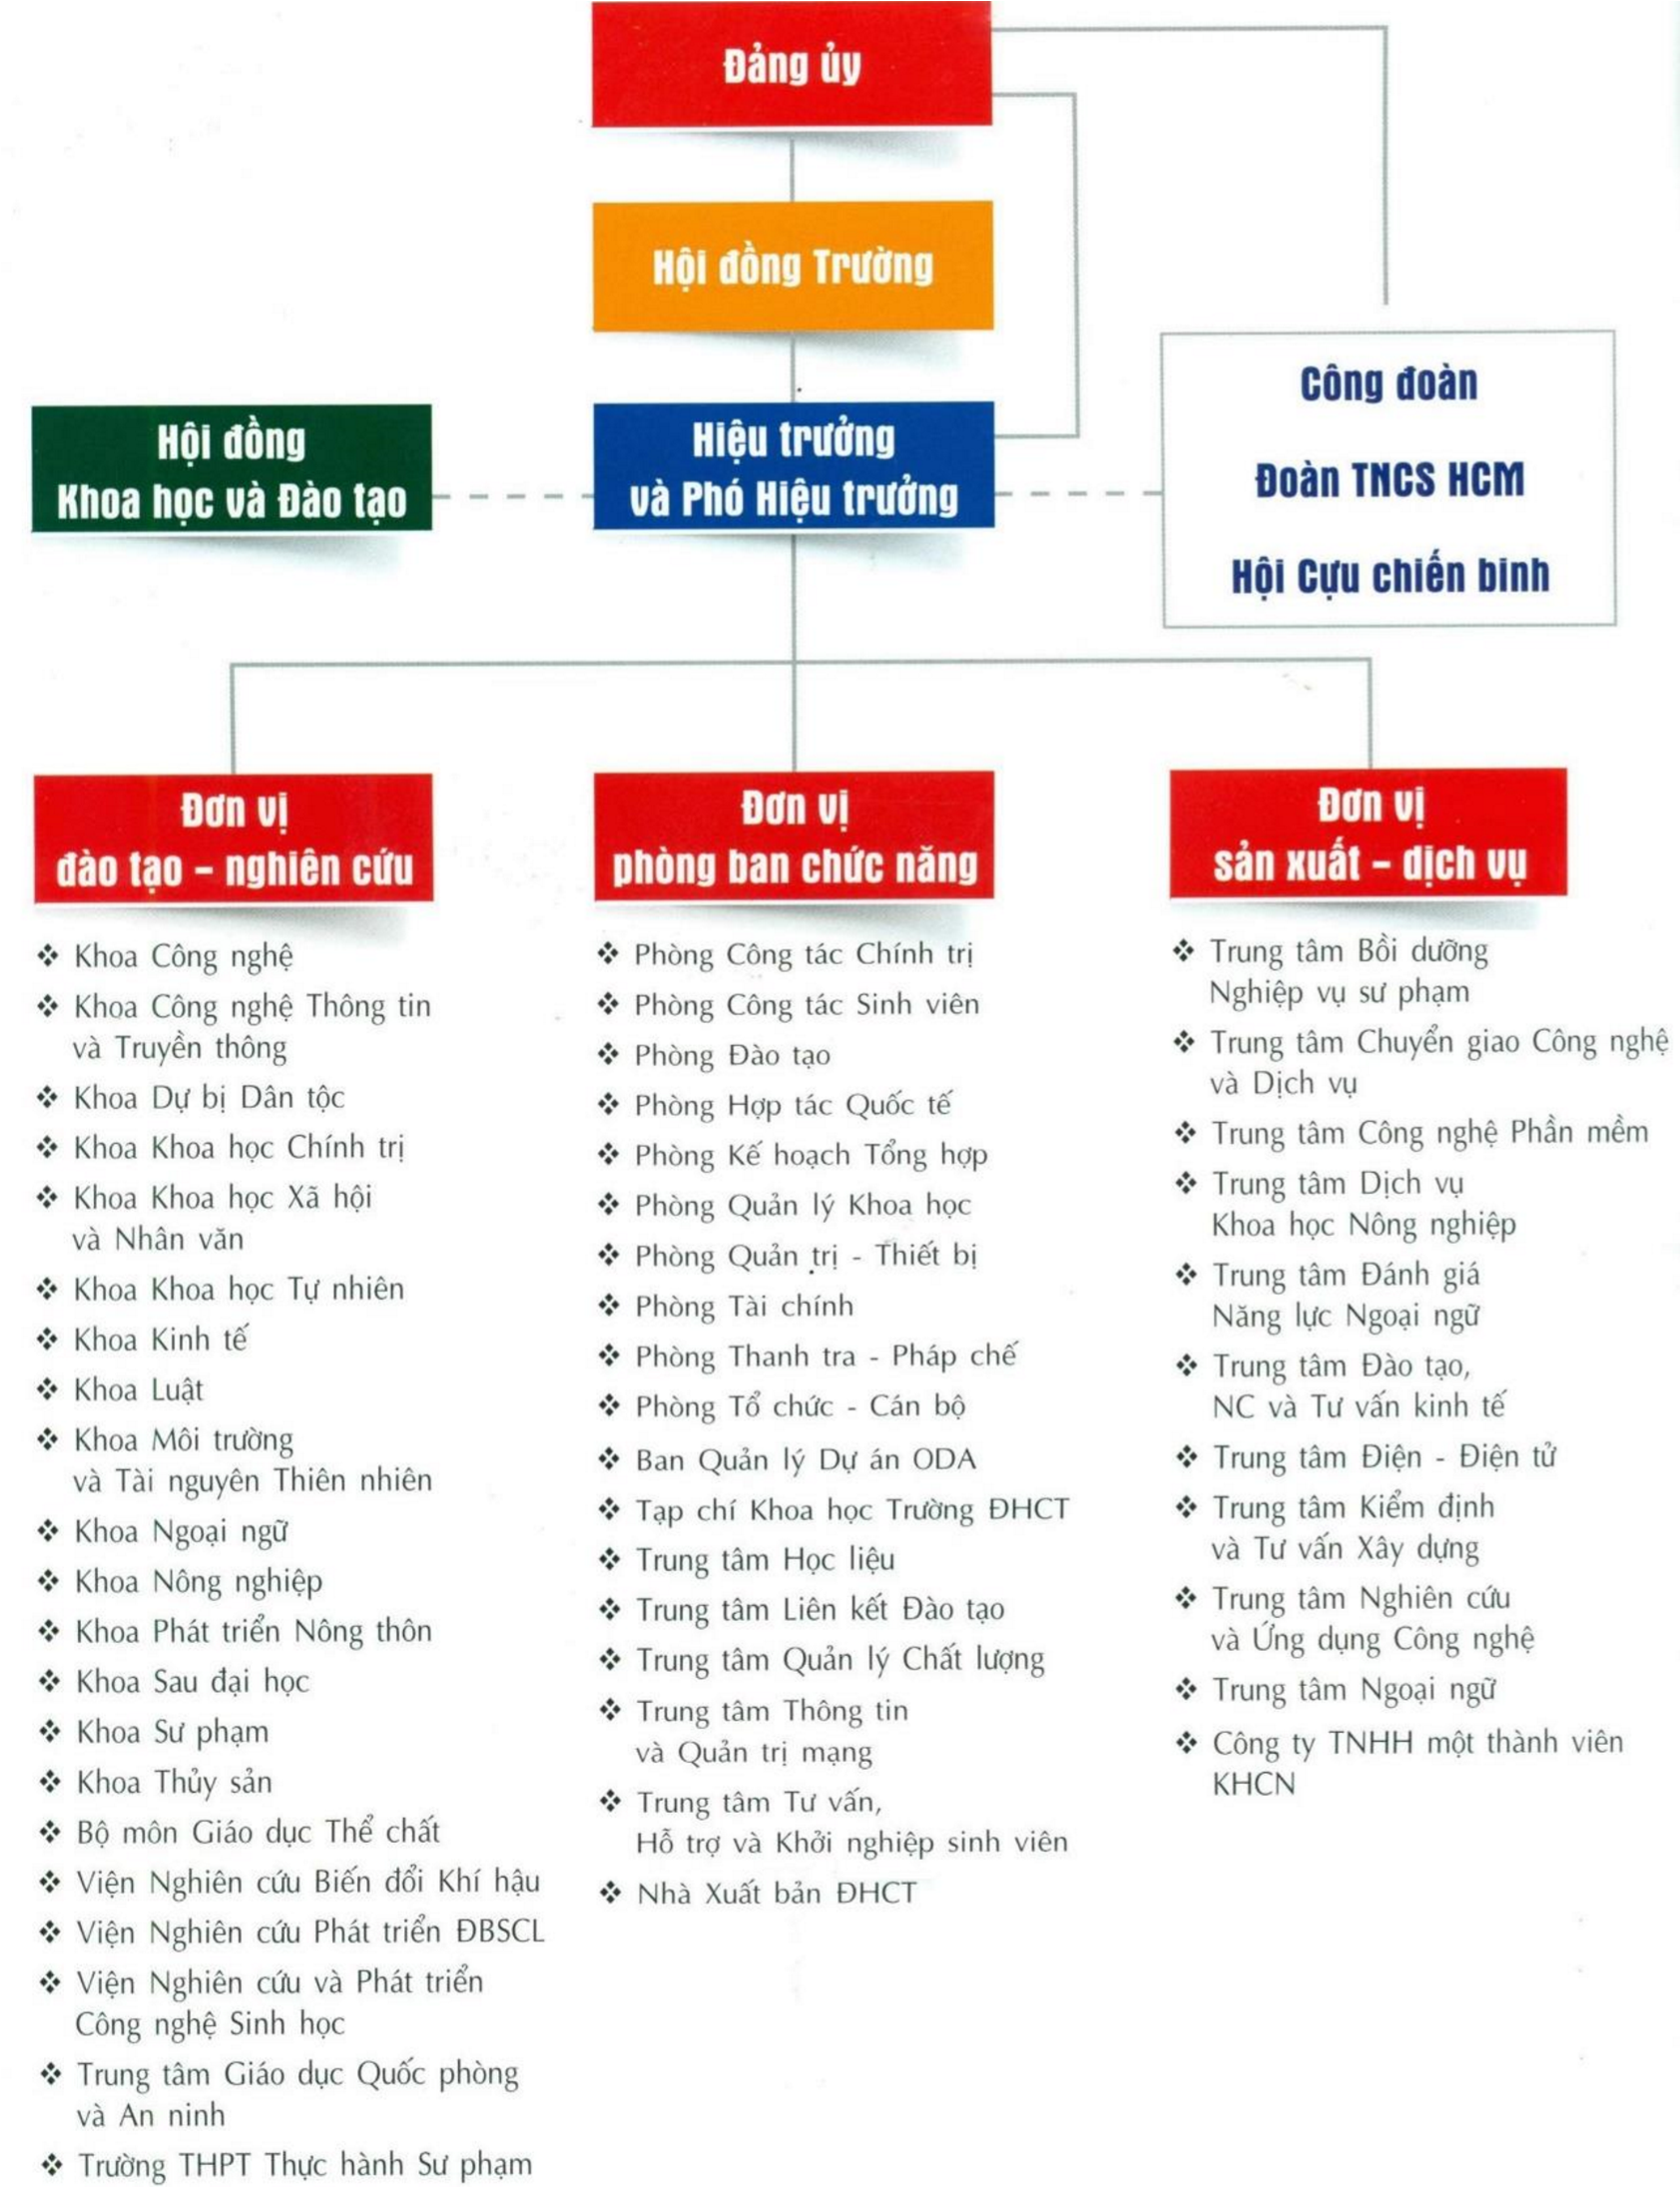 Đảng ủy
Hội đồng Trường
Hội đồng
Khoa học và Đào tạo
Hiệu trưởng
và Phó Hiệu trưởng
Công đoàn
Đoàn TNCS HCM
Hội Cựu chiến binh
Đơn vị
đào tạo – nghiên cứu
❖ Khoa Công nghệ
❖ Khoa Công nghệ Thông tin
và Truyền thông
❖ Khoa Dự bị Dân tộc
❖ Khoa Khoa học Chính trị
❖ Khoa Khoa học Xã hội
và Nhân văn
❖ Khoa Khoa học Tự nhiên
❖ Khoa Kinh tế
❖ Khoa Luật
❖ Khoa Môi trường
và Tài nguyên Thiên nhiên
❖ Khoa Ngoại ngữ
❖ Khoa Nông nghiệp
❖ Khoa Phát triển Nông thôn
❖ Khoa Sau đại học
❖ Khoa Sư phạm
❖ Khoa Thủy sản
❖ Bộ môn Giáo dục Thể chất
❖ Viện Nghiên cứu Biến đổi Khí hậu
❖ Viện Nghiên cứu Phát triển ĐBSCL
❖ Viện Nghiên cứu và Phát triển
Công nghệ Sinh học
❖ Trung tâm Giáo dục Quốc phòng
và An ninh
❖ Trường THPT Thực hành Sư phạm
Đơn vị
phòng ban chức năng
❖ Phòng Công tác Chính trị
❖ Phòng Công tác Sinh viên
❖ Phòng Đào tạo
❖ Phòng Hợp tác Quốc tế
❖ Phòng Kế hoạch Tổng hợp
❖ Phòng Quản lý Khoa học
❖ Phòng Quản trị - Thiết bị
❖ Phòng Tài chính
❖ Phòng Thanh tra - Pháp chế
❖ Phòng Tổ chức - Cán bộ
❖ Ban Quản lý Dự án ODA
❖ Tạp chí Khoa học Trường ĐHCT
❖ Trung tâm Học liệu
❖ Trung tâm Liên kết Đào tạo
❖ Trung tâm Quản lý Chất lượng
❖ Trung tâm Thông tin
và Quản trị mạng
❖ Trung tâm Tư vấn,
Hỗ trợ và Khởi nghiệp sinh viên
❖ Nhà Xuất bản ĐHCT
Đơn vị
sản xuất – dịch vụ
❖ Trung tâm Bồi dưỡng
Nghiệp vụ sư phạm
❖ Trung tâm Chuyển giao Công nghệ
và Dịch vụ
❖ Trung tâm Công nghệ Phần mềm
❖ Trung tâm Dịch vụ
Khoa học Nông nghiệp
❖ Trung tâm Đánh giá
Năng lực Ngoại ngữ
❖ Trung tâm Đào tạo,
NC và Tư vấn kinh tế
❖ Trung tâm Điện - Điện tử
❖ Trung tâm Kiểm định
và Tư vấn Xây dựng
❖ Trung tâm Nghiên cứu
và Ứng dụng Công nghệ
❖ Trung tâm Ngoại ngữ
❖ Công ty TNHH một thành viên
KHCN